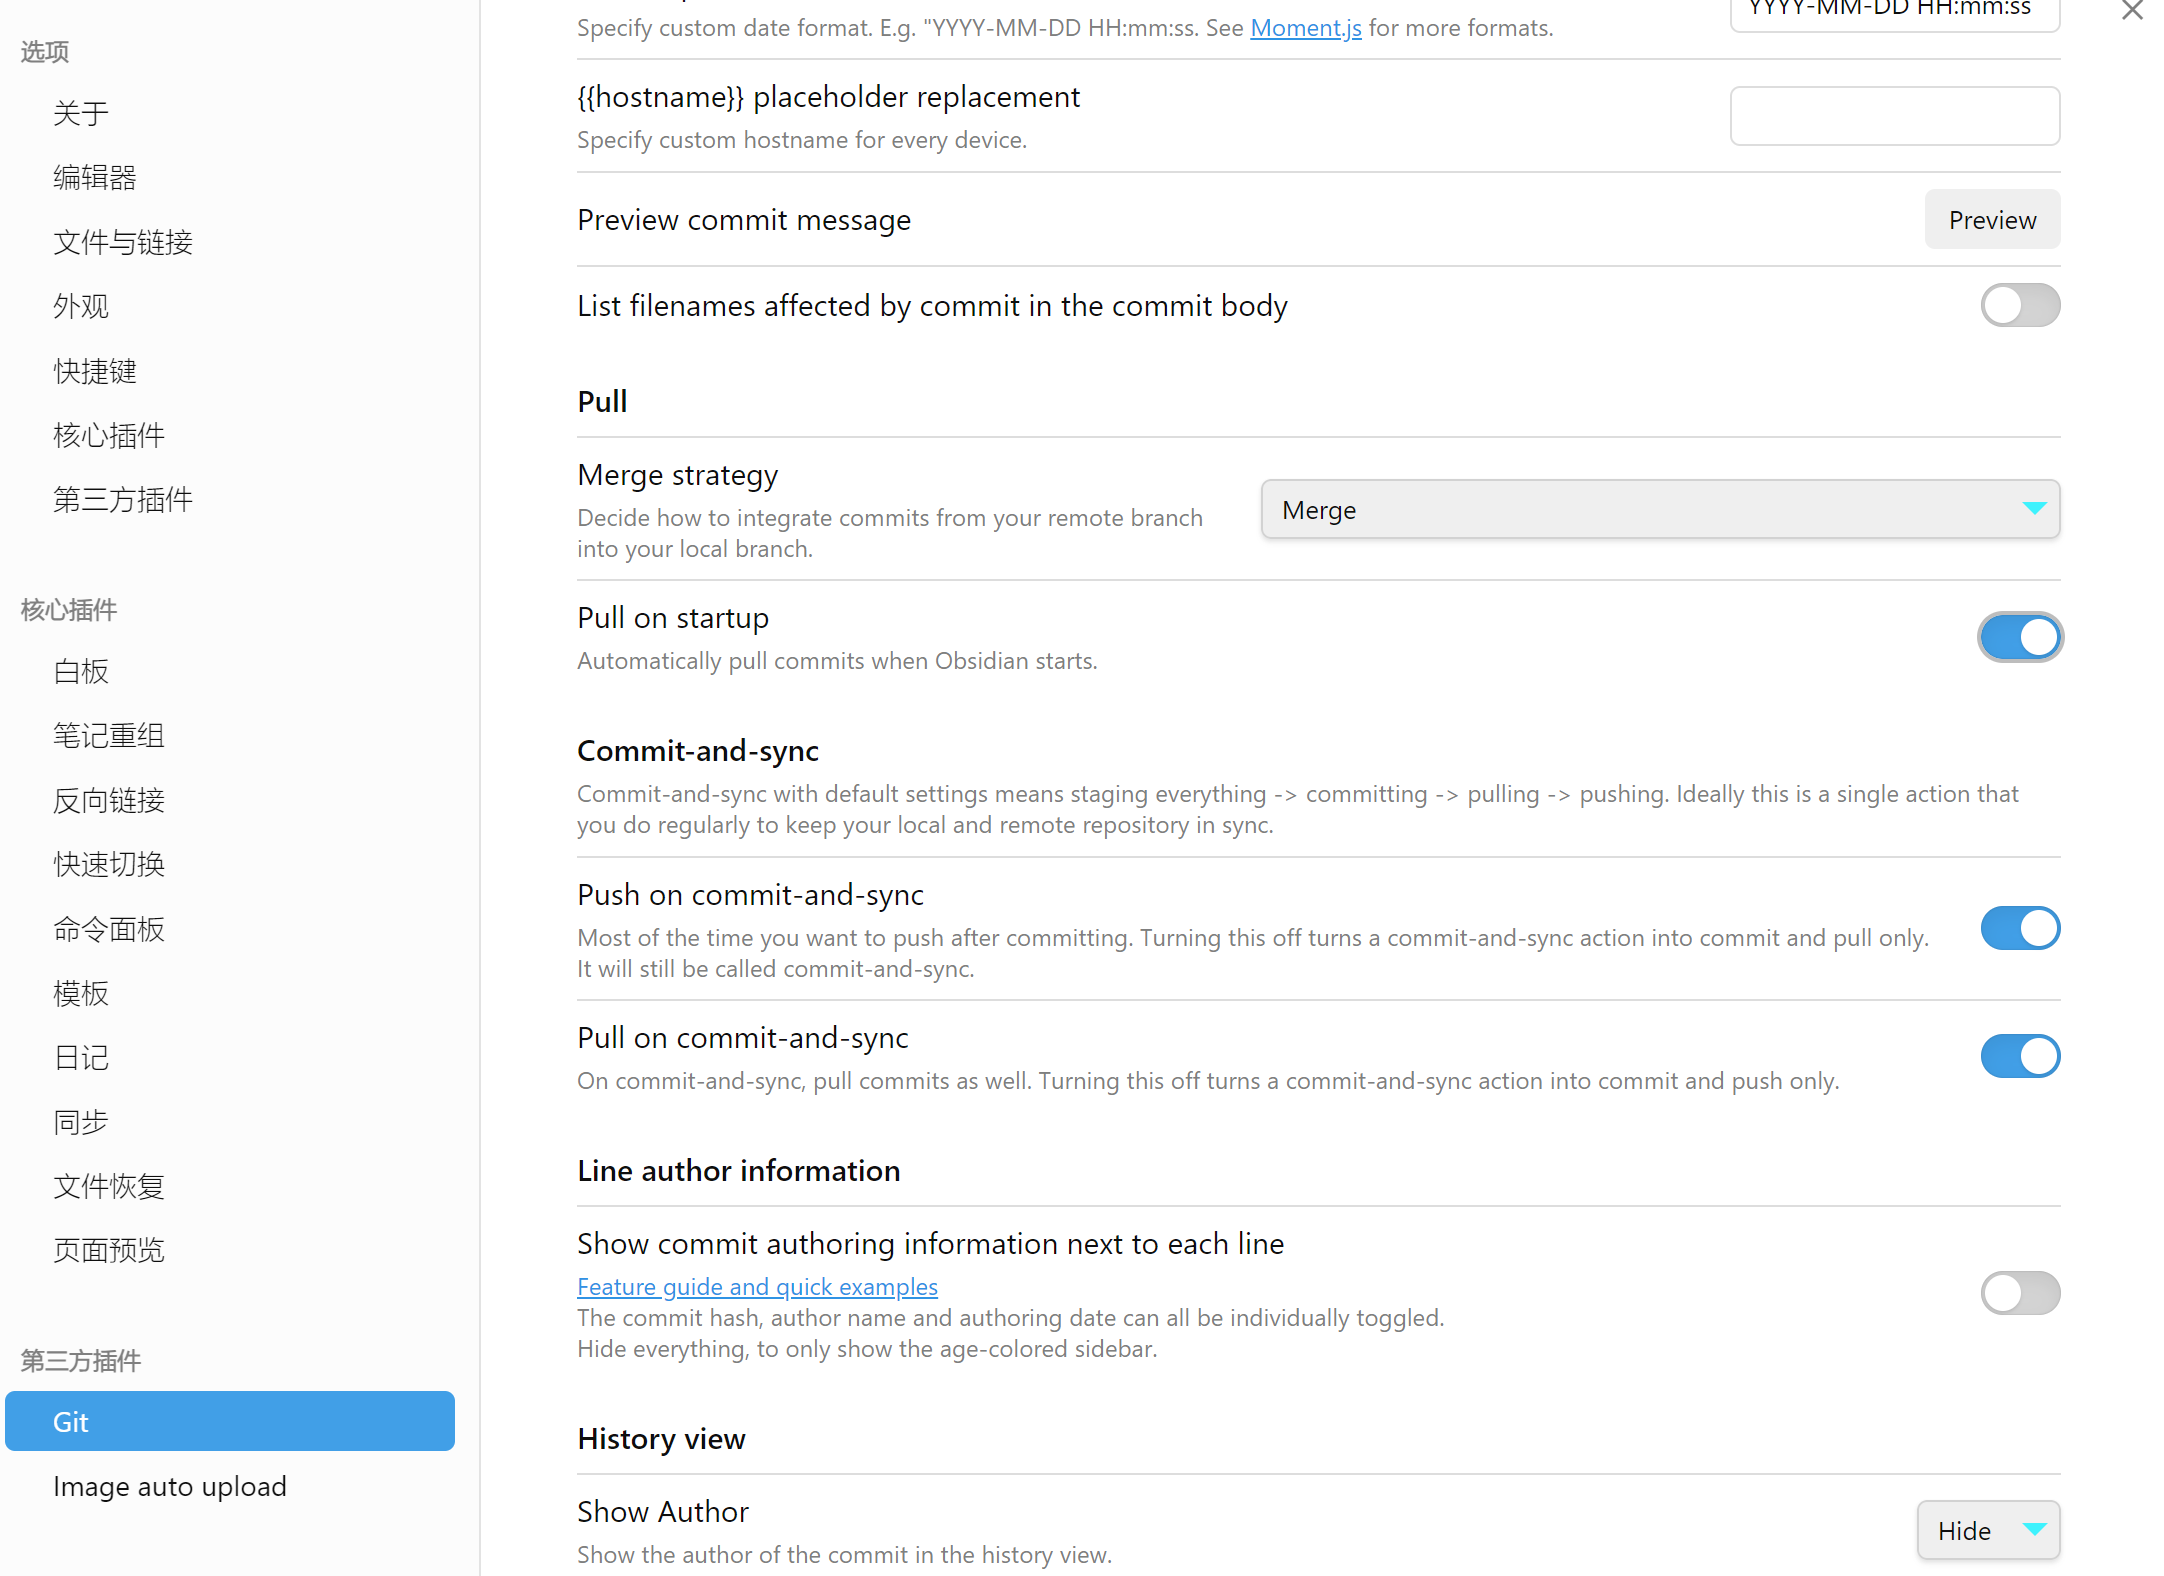 选项
关于
编辑器
文件与链接
外观
快捷键
核心插件
第三方插件
核心插件
白板
笔记重组
反向链接
快速切换
命令面板
模板
日记
同步
文件恢复
页面预览
第三方插件
Git
Image auto upload
Specify custom date format. E.g. "YYYY-MM-DD HH:mm:ss. See Moment.js for more formats.
YYYY-MM-DD HH:mm:ss
{{hostname}} placeholder replacement
Specify custom hostname for every device.
Preview commit message
Preview
List filenames affected by commit in the commit body
Pull
Merge strategy
Decide how to integrate commits from your remote branch
into your local branch.
Merge
Pull on startup
Automatically pull commits when Obsidian starts.
Commit-and-sync
Commit-and-sync with default settings means staging everything -> committing -> pulling -> pushing. Ideally this is a single action that
you do regularly to keep your local and remote repository in sync.
Push on commit-and-sync
Most of the time you want to push after committing. Turning this off turns a commit-and-sync action into commit and pull only.
It will still be called commit-and-sync.
Pull on commit-and-sync
On commit-and-sync, pull commits as well. Turning this off turns a commit-and-sync action into commit and push only.
Line author information
Show commit authoring information next to each line
Feature guide and quick examples
The commit hash, author name and authoring date can all be individually toggled.
Hide everything, to only show the age-colored sidebar.
History view
Show Author
Show the author of the commit in the history view.
Hide